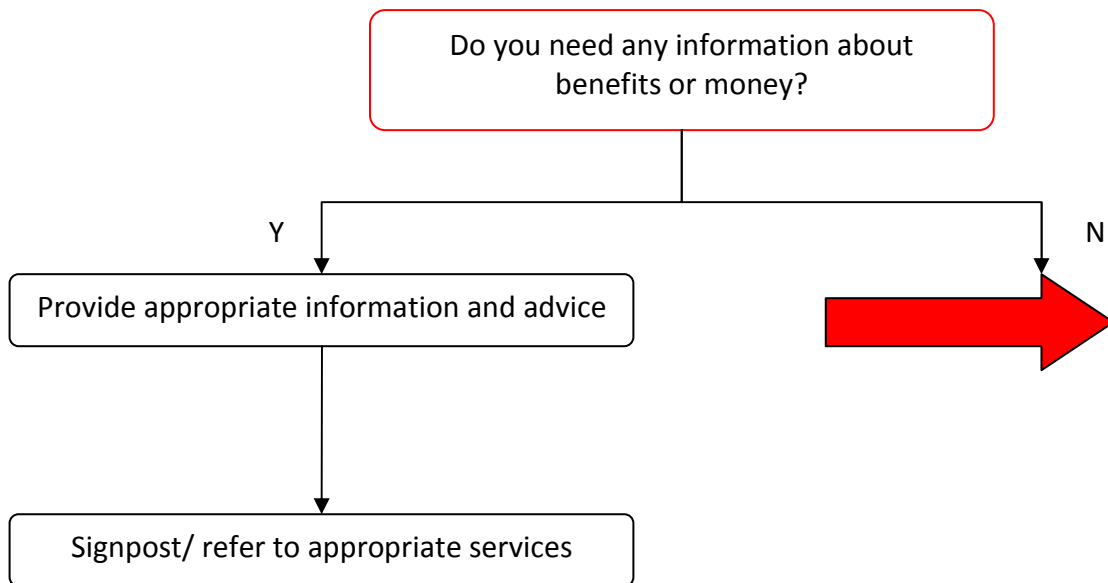 Do you need any information about
benefits or money?
Y
N
Provide appropriate information and advice
Signpost/ refer to appropriate services